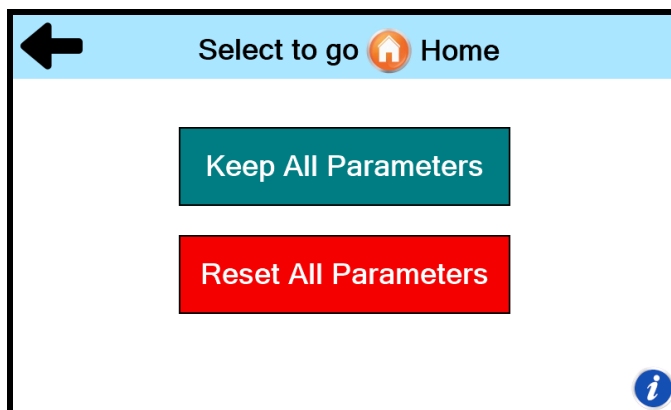 Select to go Home
Keep All Parameters
Reset All Parameters
i